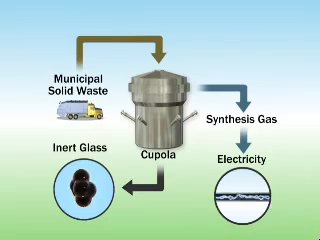 Municipal
Solid Waste
Synthesis Gas
Inert Glass
Cupola
Electricity